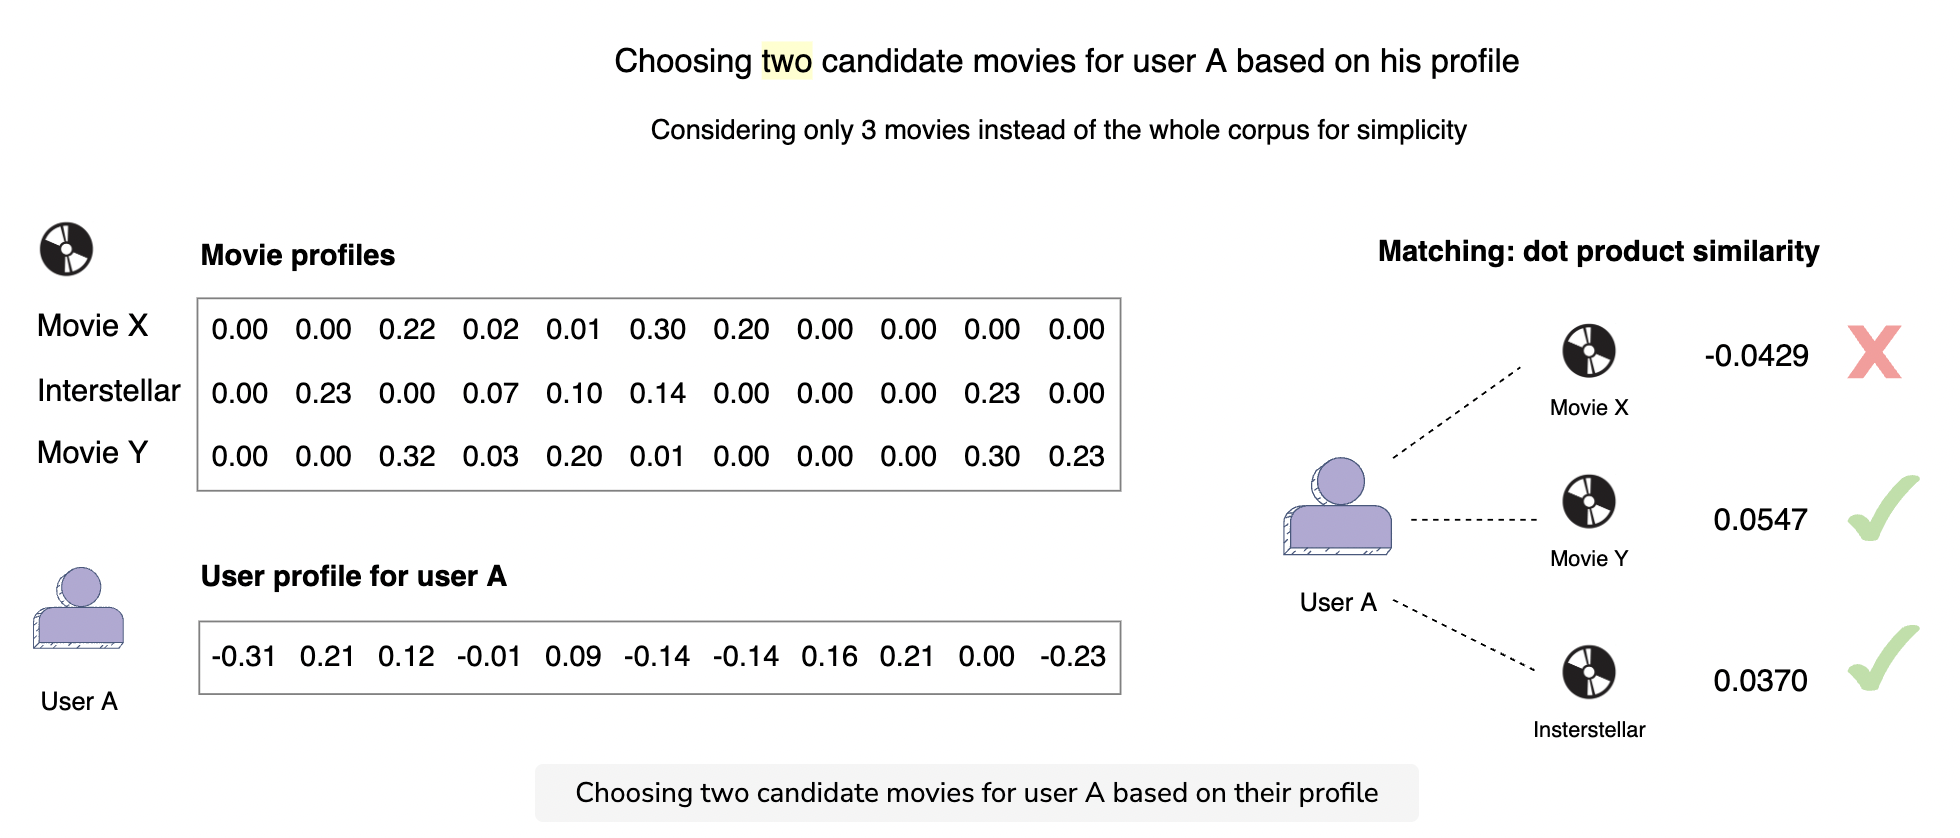 Choosing two candidate movies for user A based on his profile
Considering only 3 movies instead of the whole corpus for simplicity
Movie profiles
Movie X 0.00 0.00 0.22 0.02 0.01 0.30 0.20 0.00 0.00 0.00 0.00
Interstellar 0.00 0.23 0.00 0.07 0.10 0.14 0.00 0.00 0.00 0.23 0.00
Movie Y 0.00 0.00 0.32 0.03 0.20 0.01 0.00 0.00 0.00 0.30 0.23
User profile for user A
-0.31 0.21 0.12 -0.01 0.09 -0.14 -0.14 0.16 0.21 0.00 -0.23
User A
Matching: dot product similarity
-0.0429
Movie X
0.0547
Movie Y
User A
0.0370
Insterstellar
Choosing two candidate movies for user A based on their profile